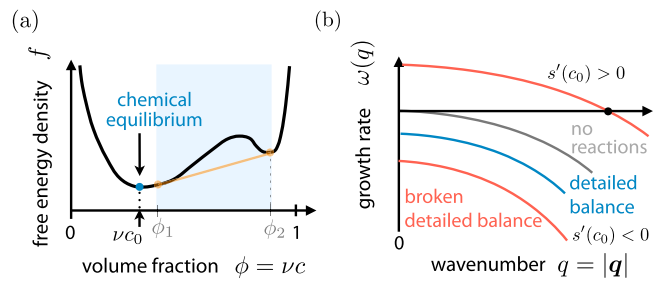 (a)
free energy density f
chemical
equilibrium
0
νc₀
ϕ₁
ϕ₂
1
volume fraction ϕ = νc
(b)
growth rate ω(q)
s′(c₀) > 0
no
reactions
detailed
balance
broken
detailed balance
s′(c₀) < 0
0
wavenumber q = |q|